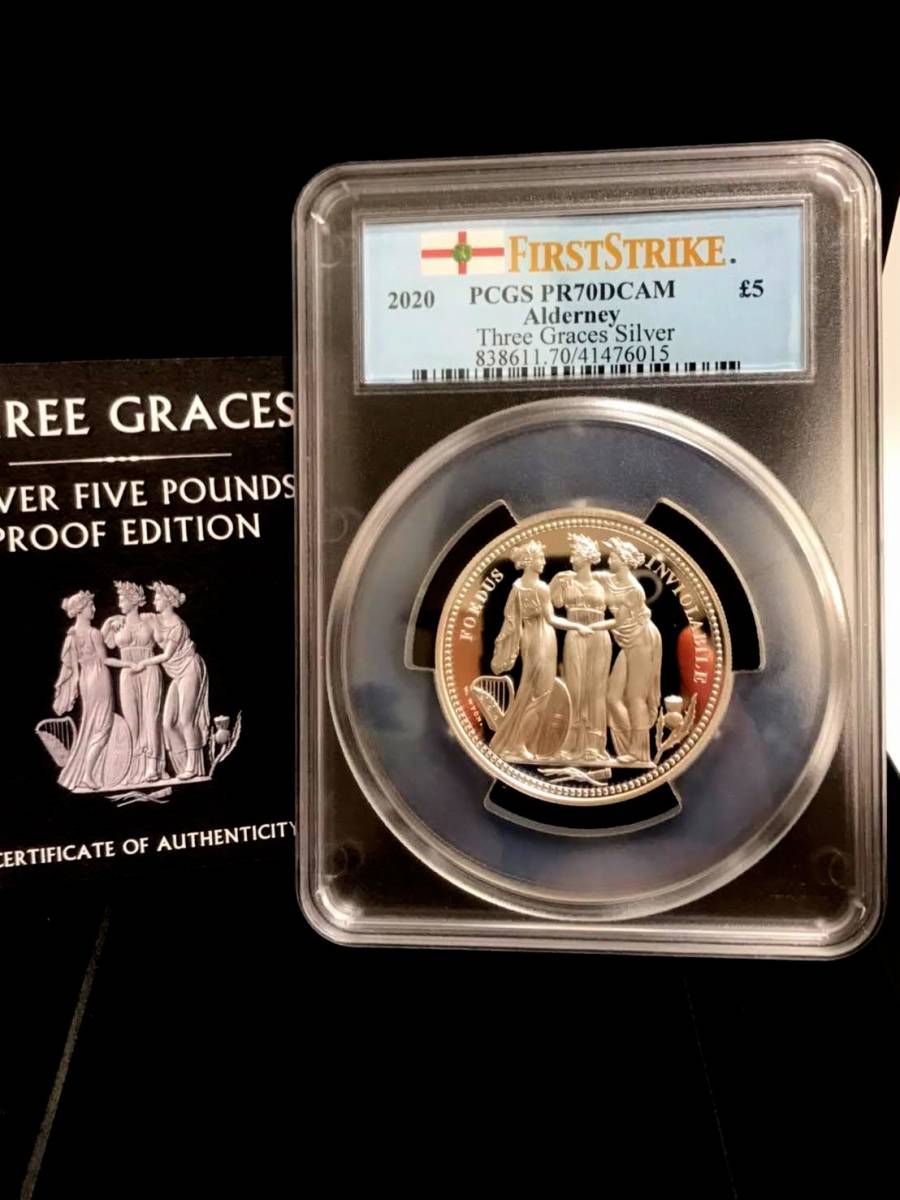 FIRSTSTRIKE.
2020 PCGS PR70DCAM £5
Alderney
Three Graces Silver
838611.70/41476015
REE GRACES
VER FIVE POUNDS
PROOF EDITION
CERTIFICATE OF AUTHENTICITY
FOEDUS INVIOLABILE
W. WYON.